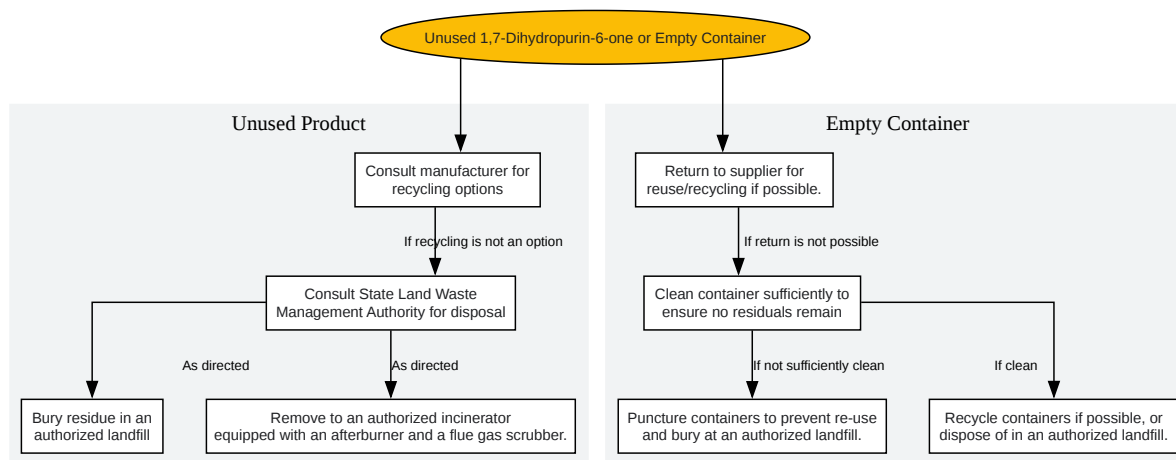 Unused 1,7-Dihydropurin-6-one or Empty Container
Unused Product
Empty Container
Consult manufacturer for
recycling options
Return to supplier for
reuse/recycling if possible.
If recycling is not an option
If return is not possible
Consult State Land Waste
Management Authority for disposal
Clean container sufficiently to
ensure no residuals remain
As directed
As directed
If not sufficiently clean
If clean
Bury residue in an
authorized landfill
Remove to an authorized incinerator
equipped with an afterburner and a flue gas scrubber.
Puncture containers to prevent re-use
and bury at an authorized landfill.
Recycle containers if possible, or
dispose of in an authorized landfill.